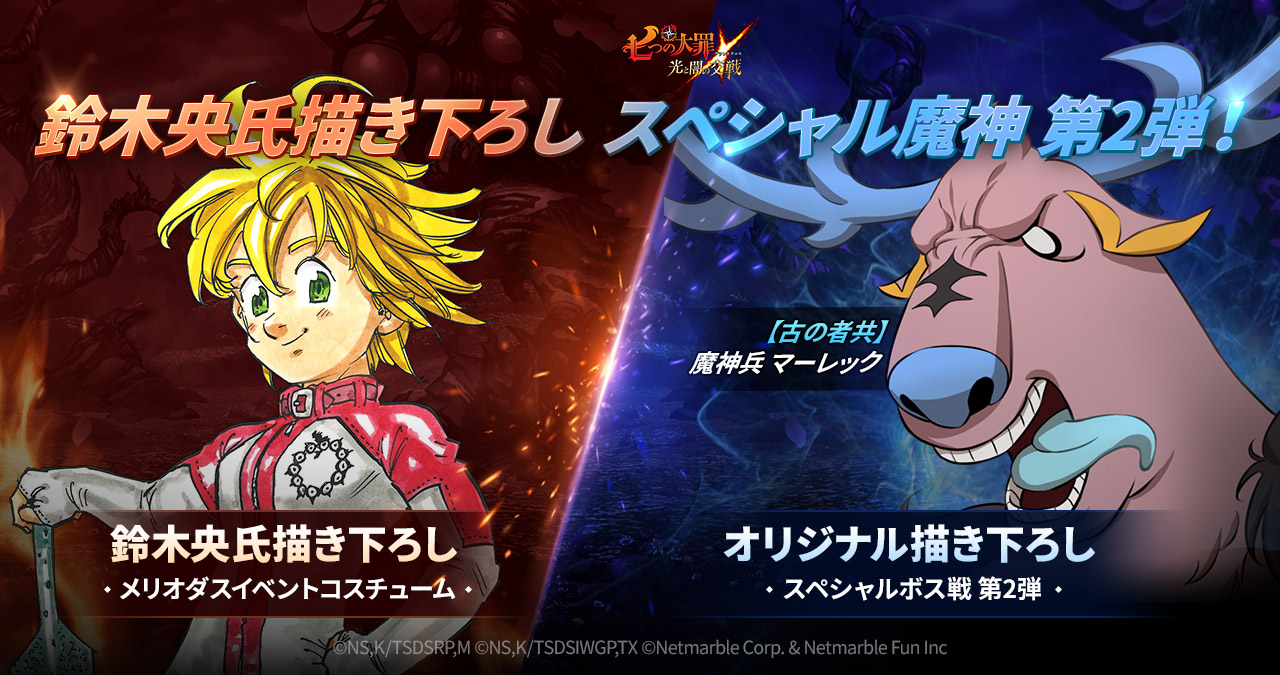 七つの大罪
光と闇の交戦
鈴木央氏描き下ろし スペシャル魔神 第2弾!
【古の者共】
魔神兵 マーレック
鈴木央氏描き下ろし
・メリオダスイベントコスチューム・
オリジナル描き下ろし
・スペシャルボス戦 第2弾・
©NS,K/TSDSRP,M ©NS,K/TSDSIWGP,TX ©Netmarble Corp. & Netmarble Fun Inc